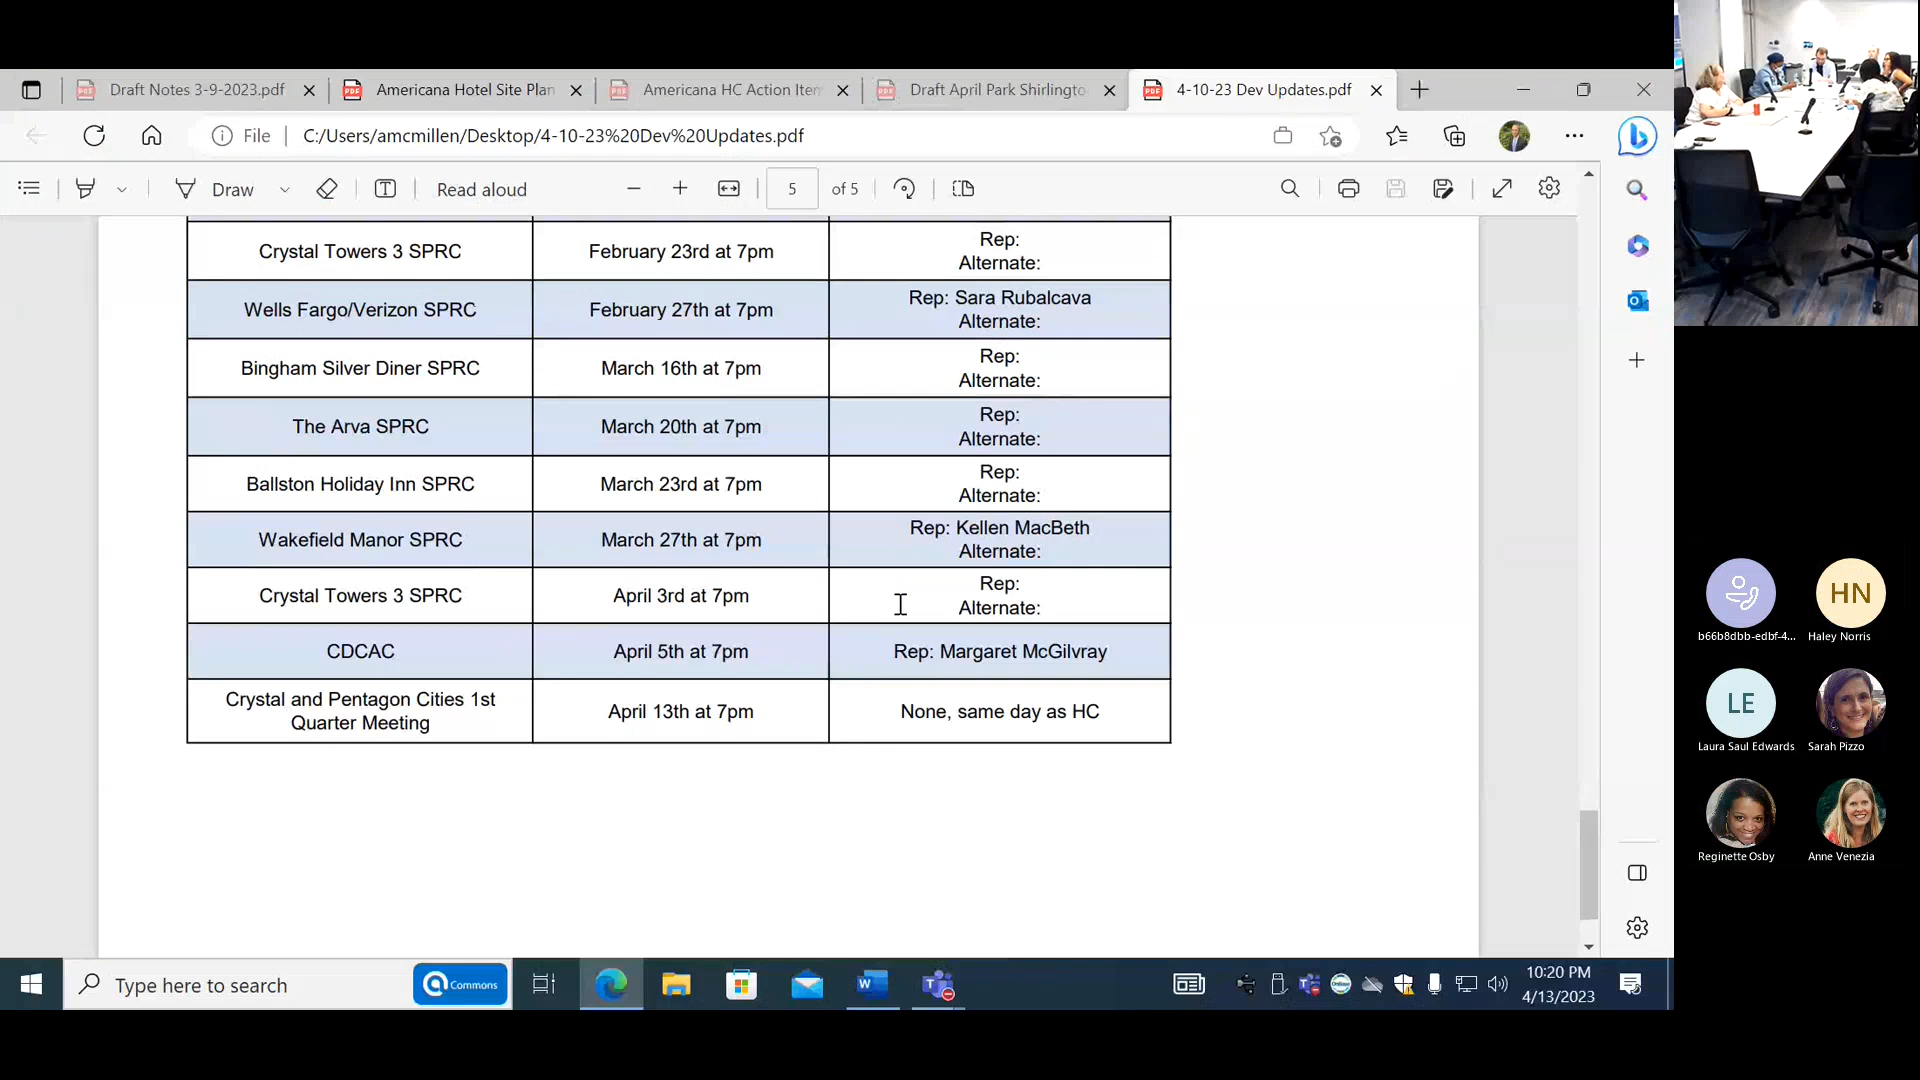 Draft Notes 3-9-2023.pdf
Americana Hotel Site Plan
Americana HC Action Item
Draft April Park Shirlingto
4-10-23 Dev Updates.pdf
File
C:/Users/amcmillen/Desktop/4-10-23%20Dev%20Updates.pdf
Draw
Read aloud
5
of 5
Crystal Towers 3 SPRC
February 23rd at 7pm
Rep:
Alternate:
Wells Fargo/Verizon SPRC
February 27th at 7pm
Rep: Sara Rubalcava
Alternate:
Bingham Silver Diner SPRC
March 16th at 7pm
Rep:
Alternate:
The Arva SPRC
March 20th at 7pm
Rep:
Alternate:
Ballston Holiday Inn SPRC
March 23rd at 7pm
Rep:
Alternate:
Wakefield Manor SPRC
March 27th at 7pm
Rep: Kellen MacBeth
Alternate:
Crystal Towers 3 SPRC
April 3rd at 7pm
Rep:
Alternate:
CDCAC
April 5th at 7pm
Rep: Margaret McGilvray
Crystal and Pentagon Cities 1st
Quarter Meeting
April 13th at 7pm
None, same day as HC
HN
b66b8dbb-edbf-4...
Haley Norris
LE
Laura Saul Edwards
Sarah Pizzo
Reginette Osby
Anne Venezia
Type here to search
Commons
10:20 PM
4/13/2023